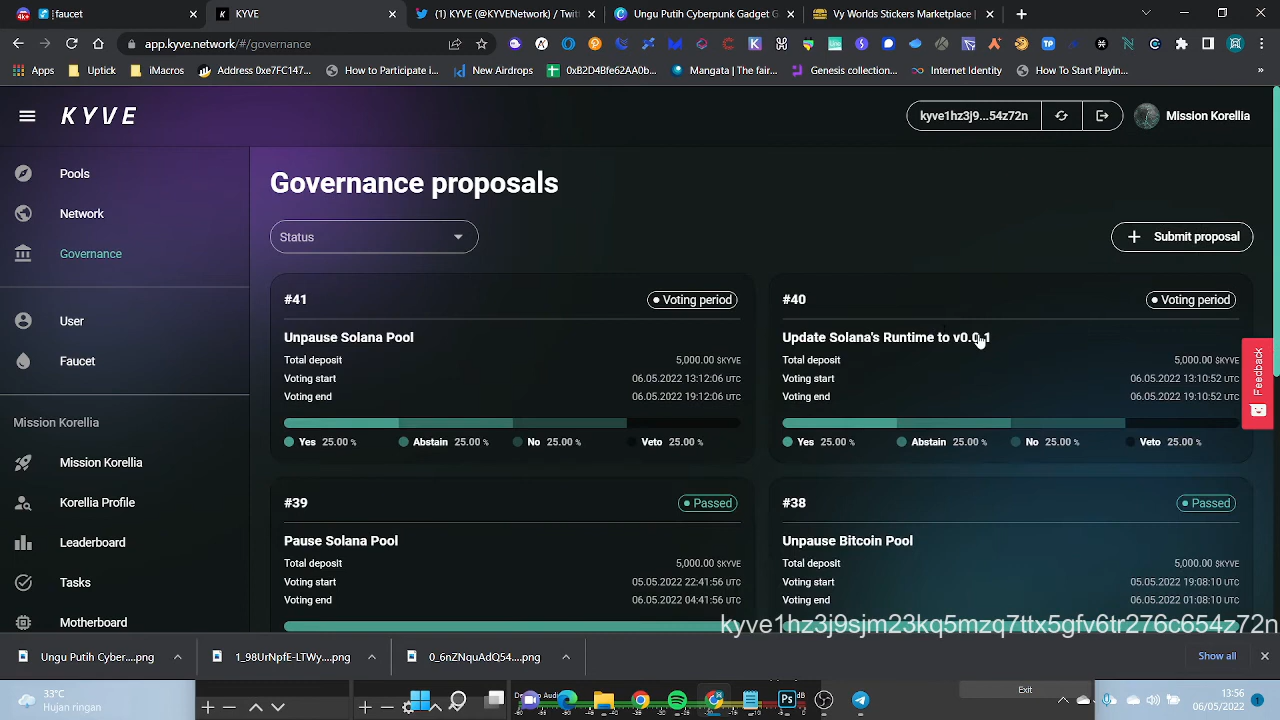 faucet
KYVE
(1) KYVE (@KYVENetwork) / Twitt
Ungu Putih Cyberpunk Gadget G
Vy Worlds Stickers Marketplace |
app.kyve.network/#/governance
Apps
Uptick
iMacros
Address 0xe7FC147...
How to Participate i...
New Airdrops
0xB2D4Bfe62AA0b...
Mangata | The fair...
Genesis collection...
Internet Identity
How To Start Playin...
»
KYVE
kyve1hz3j9...54z72n
Mission Korellia
Pools
Network
Governance
User
Faucet
Mission Korellia
Mission Korellia
Korellia Profile
Leaderboard
Tasks
Moonboard
Governance proposals
Status
+ Submit proposal
#41
Voting period
Unpause Solana Pool
Total deposit 5,000.00 $KYVE
Voting start 06.05.2022 13:12:06 UTC
Voting end 06.05.2022 19:12:06 UTC
Yes 25.00 % Abstain 25.00 % No 25.00 % Veto 25.00 %
#40
Voting period
Update Solana's Runtime to v0.0.1
Total deposit 5,000.00 $KYVE
Voting start 06.05.2022 13:10:52 UTC
Voting end 06.05.2022 19:10:52 UTC
Yes 25.00 % Abstain 25.00 % No 25.00 % Veto 25.00 %
#39
Passed
Pause Solana Pool
Total deposit 5,000.00 $KYVE
Voting start 05.05.2022 22:41:56 UTC
Voting end 06.05.2022 04:41:56 UTC
#38
Passed
Unpause Bitcoin Pool
Total deposit 5,000.00 $KYVE
Voting start 05.05.2022 19:08:10 UTC
Voting end 06.05.2022 01:08:10 UTC
Feedback
kyve1hz3j9sjm23kq5mzq7ttx5gfv6tr276c654z72n
Ungu Putih Cyber....png
1_98UrNpfE-LTWy....png
0_6nZNquAdQ54....png
Show all
33°C
Hujan ringan
Exit
13:56
06/05/2022